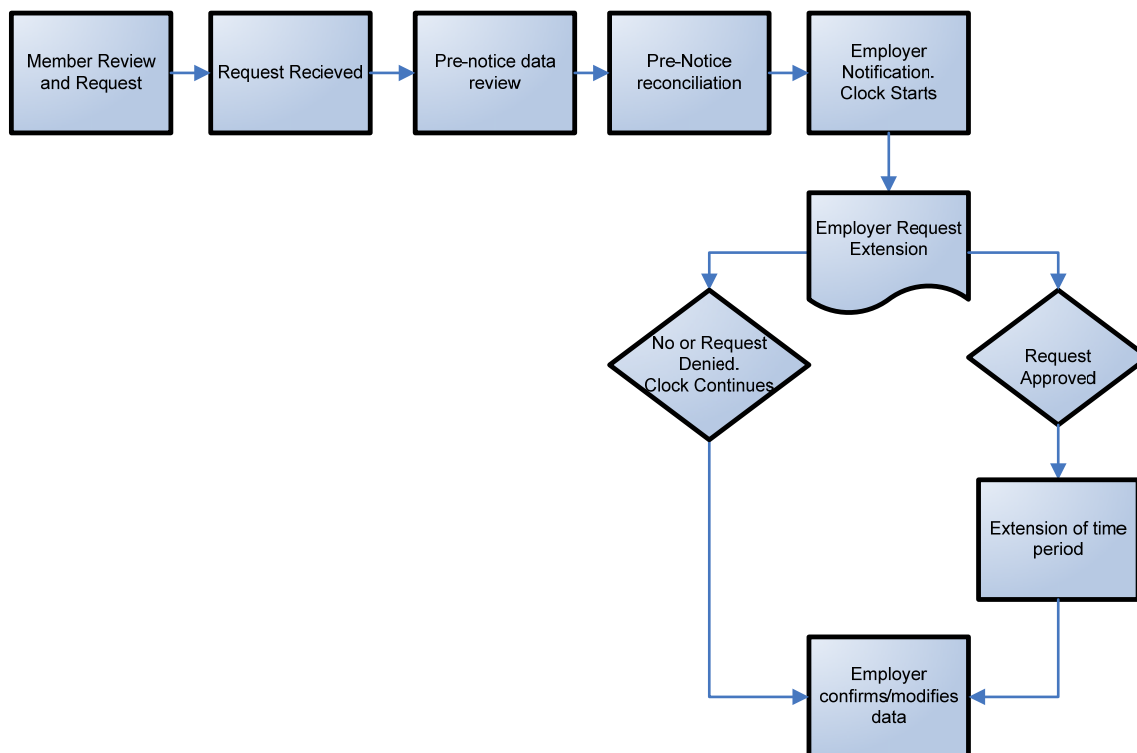 Member Review
and Request
Request Recieved
Pre-notice data
review
Pre-Notice
reconciliation
Employer
Notification.
Clock Starts
Employer Request
Extension
No or Request
Denied.
Clock Continues
Request
Approved
Extension of time
period
Employer
confirms/modifies
data